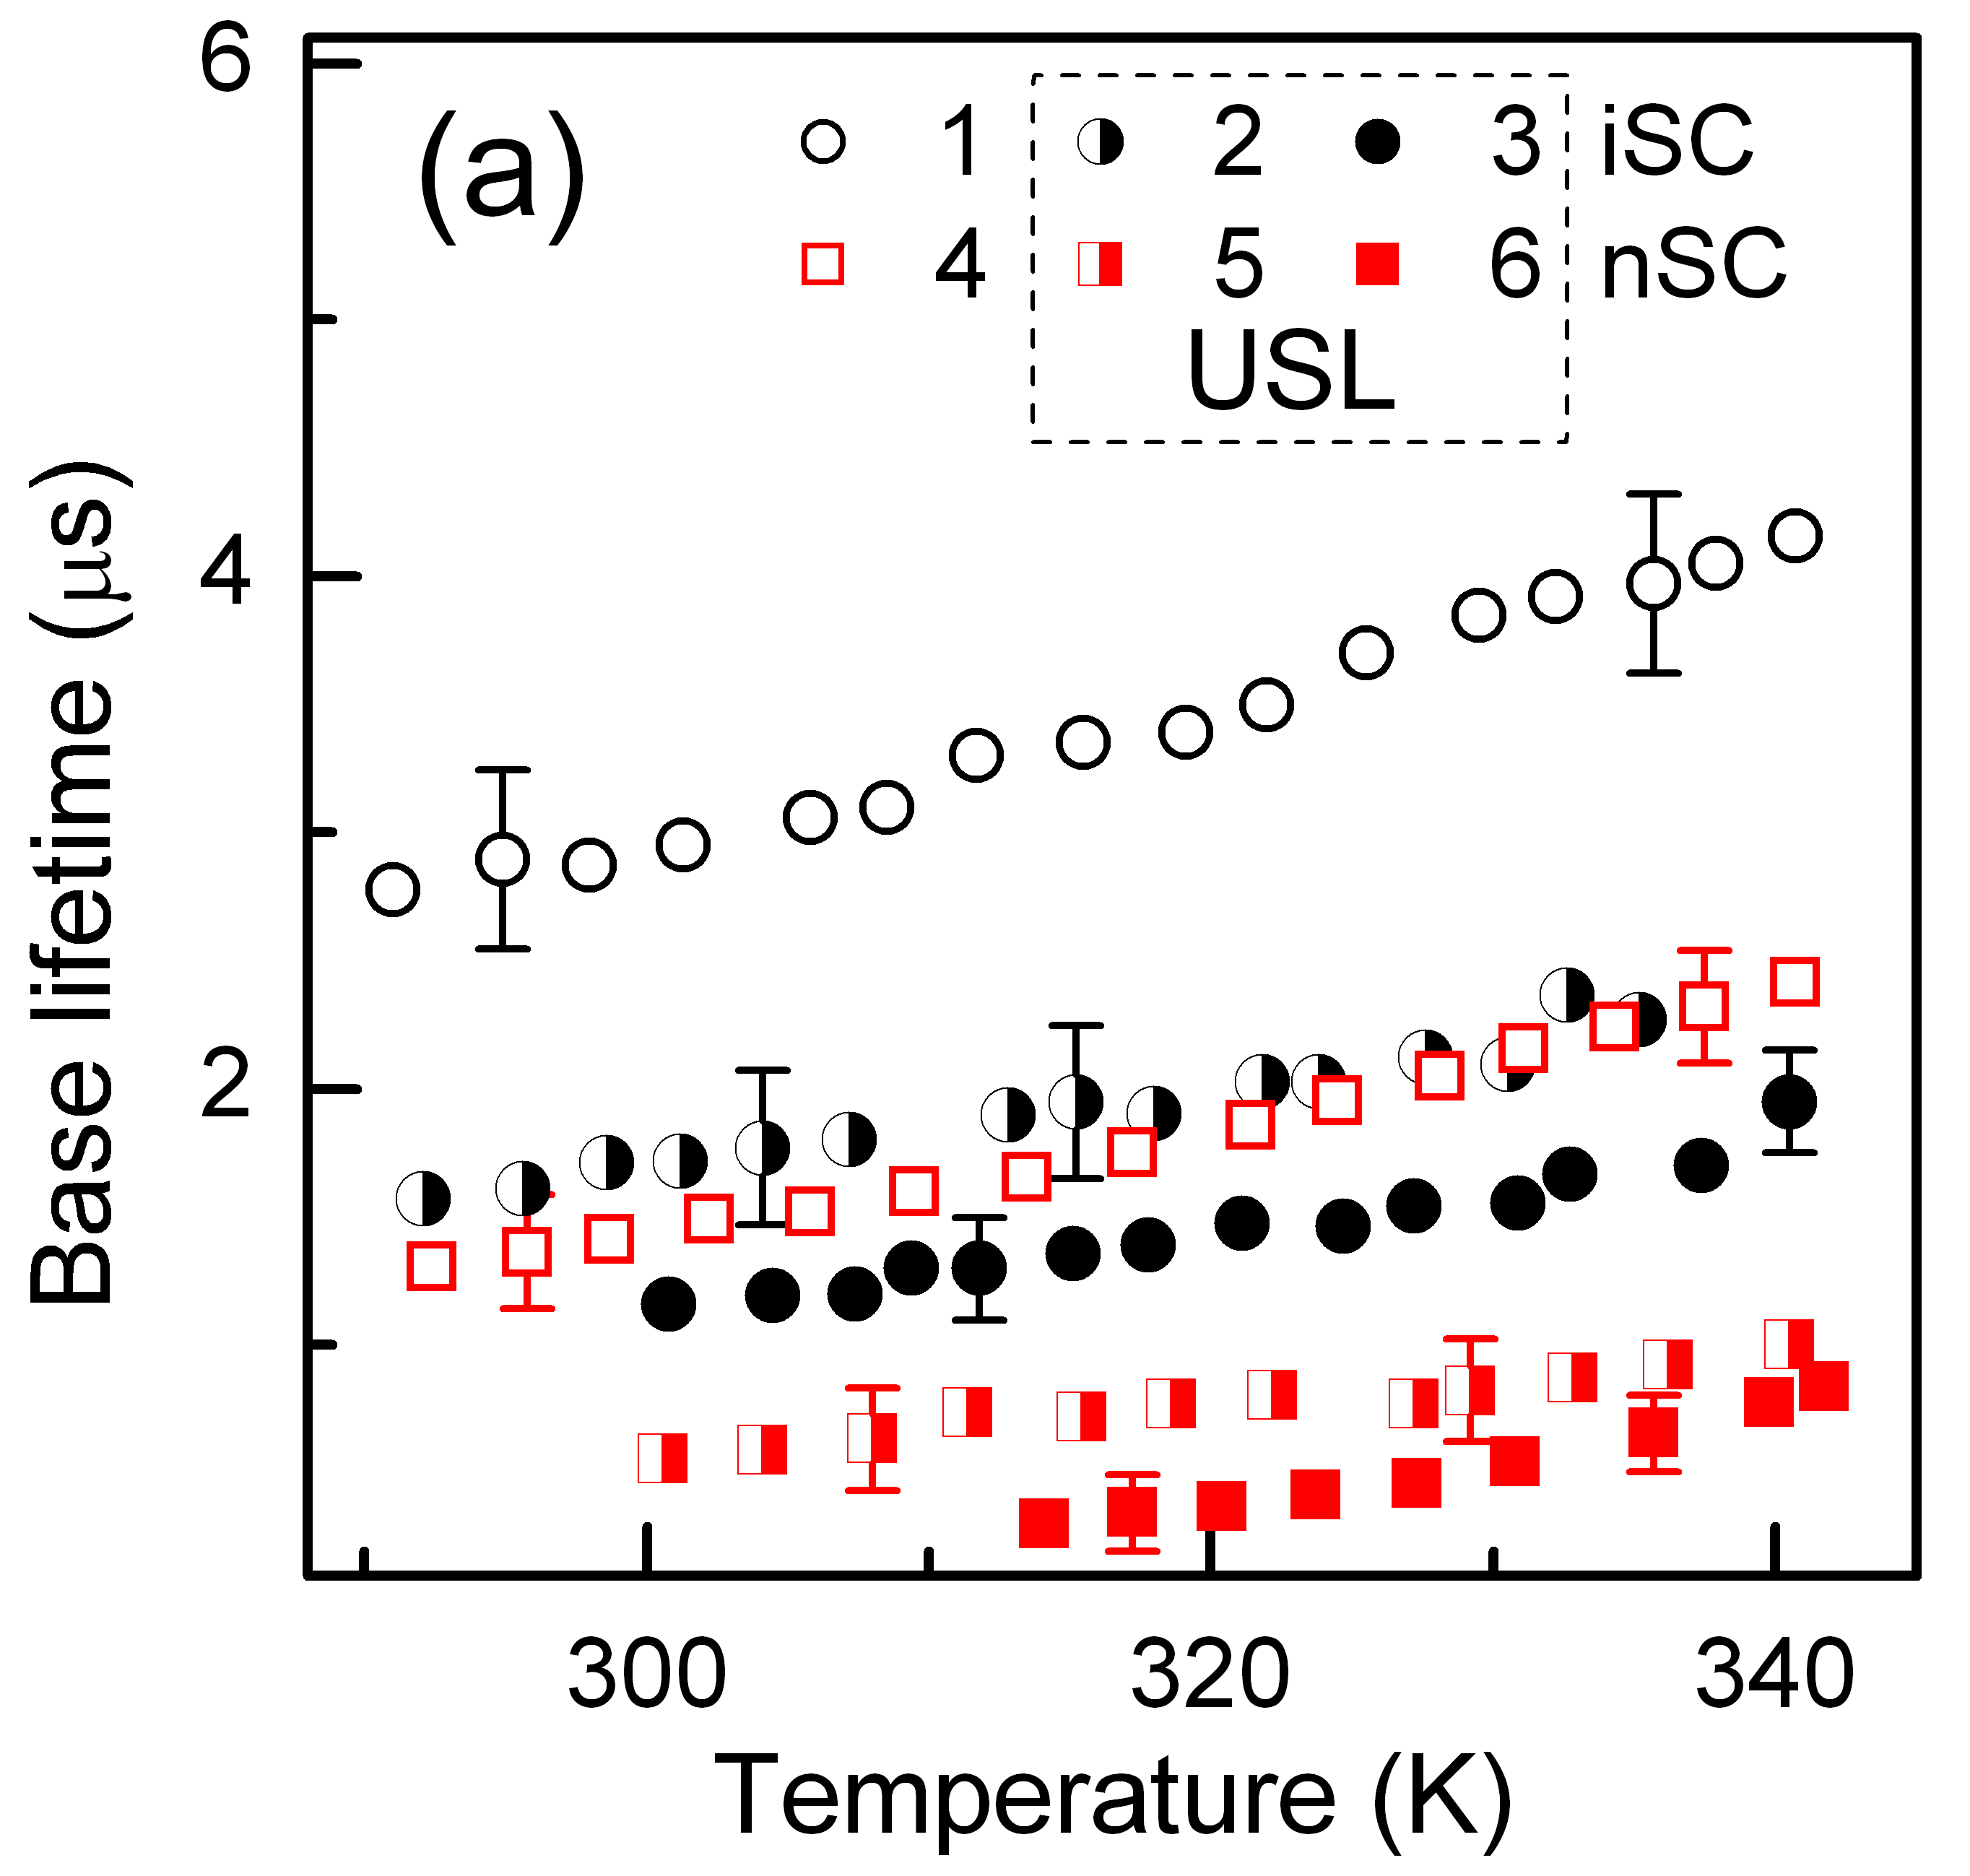 6
(a) 1 2 3 iSC
4 5 6 nSC
USL
4
2
Base lifetime (μs)
300 320 340
Temperature (K)